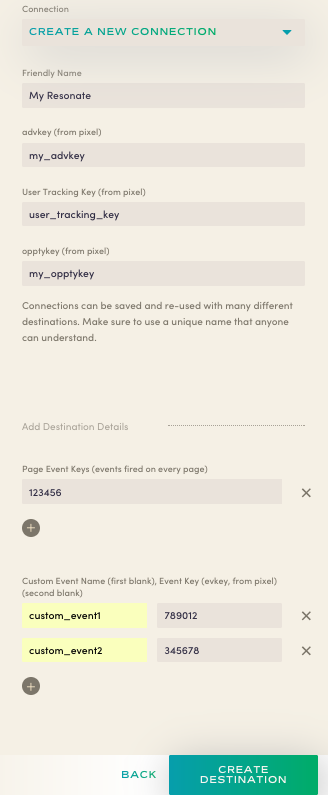 Connection
CREATE A NEW CONNECTION
Friendly Name
My Resonate
advkey (from pixel)
my_advkey
User Tracking Key (from pixel)
user_tracking_key
opptykey (from pixel)
my_opptykey
Connections can be saved and re-used with many different
destinations. Make sure to use a unique name that anyone
can understand.
Add Destination Details
Page Event Keys (events fired on every page)
123456
Custom Event Name (first blank), Event Key (evkey, from pixel)
(second blank)
custom_event1 789012
custom_event2 345678
BACK
CREATE
DESTINATION